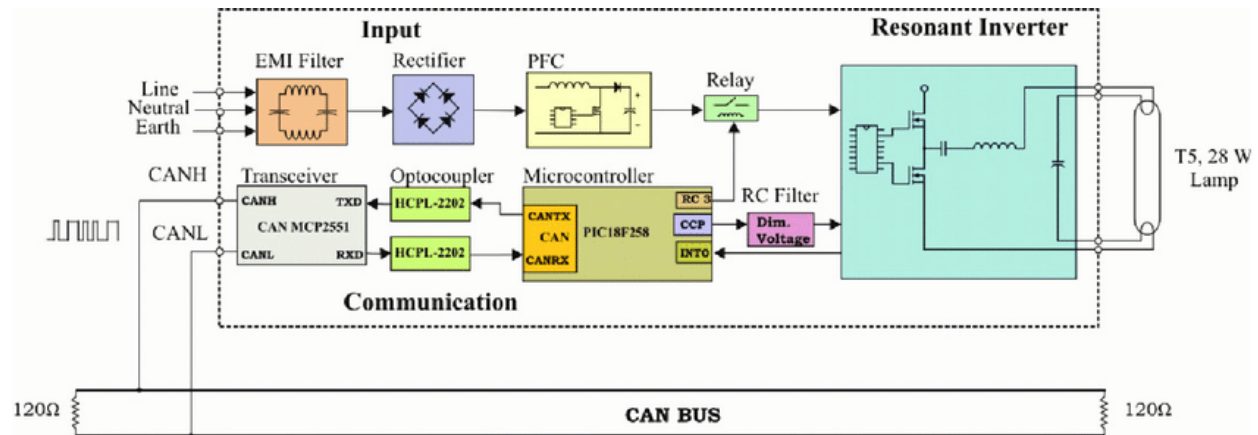 Input
Resonant Inverter
EMI Filter
Rectifier
PFC
Relay
Line
Neutral
Earth
+
−
T5, 28 W
Lamp
CANH
CANL
Transceiver
Optocoupler
Microcontroller
RC Filter
CANH TXD
CAN MCP2551
CANL RXD
HCPL-2202
HCPL-2202
CANTX
CAN
CANRX
PIC18F258
RC 3
CCP
INTO
Dim.
Voltage
Communication
120Ω
CAN BUS
120Ω